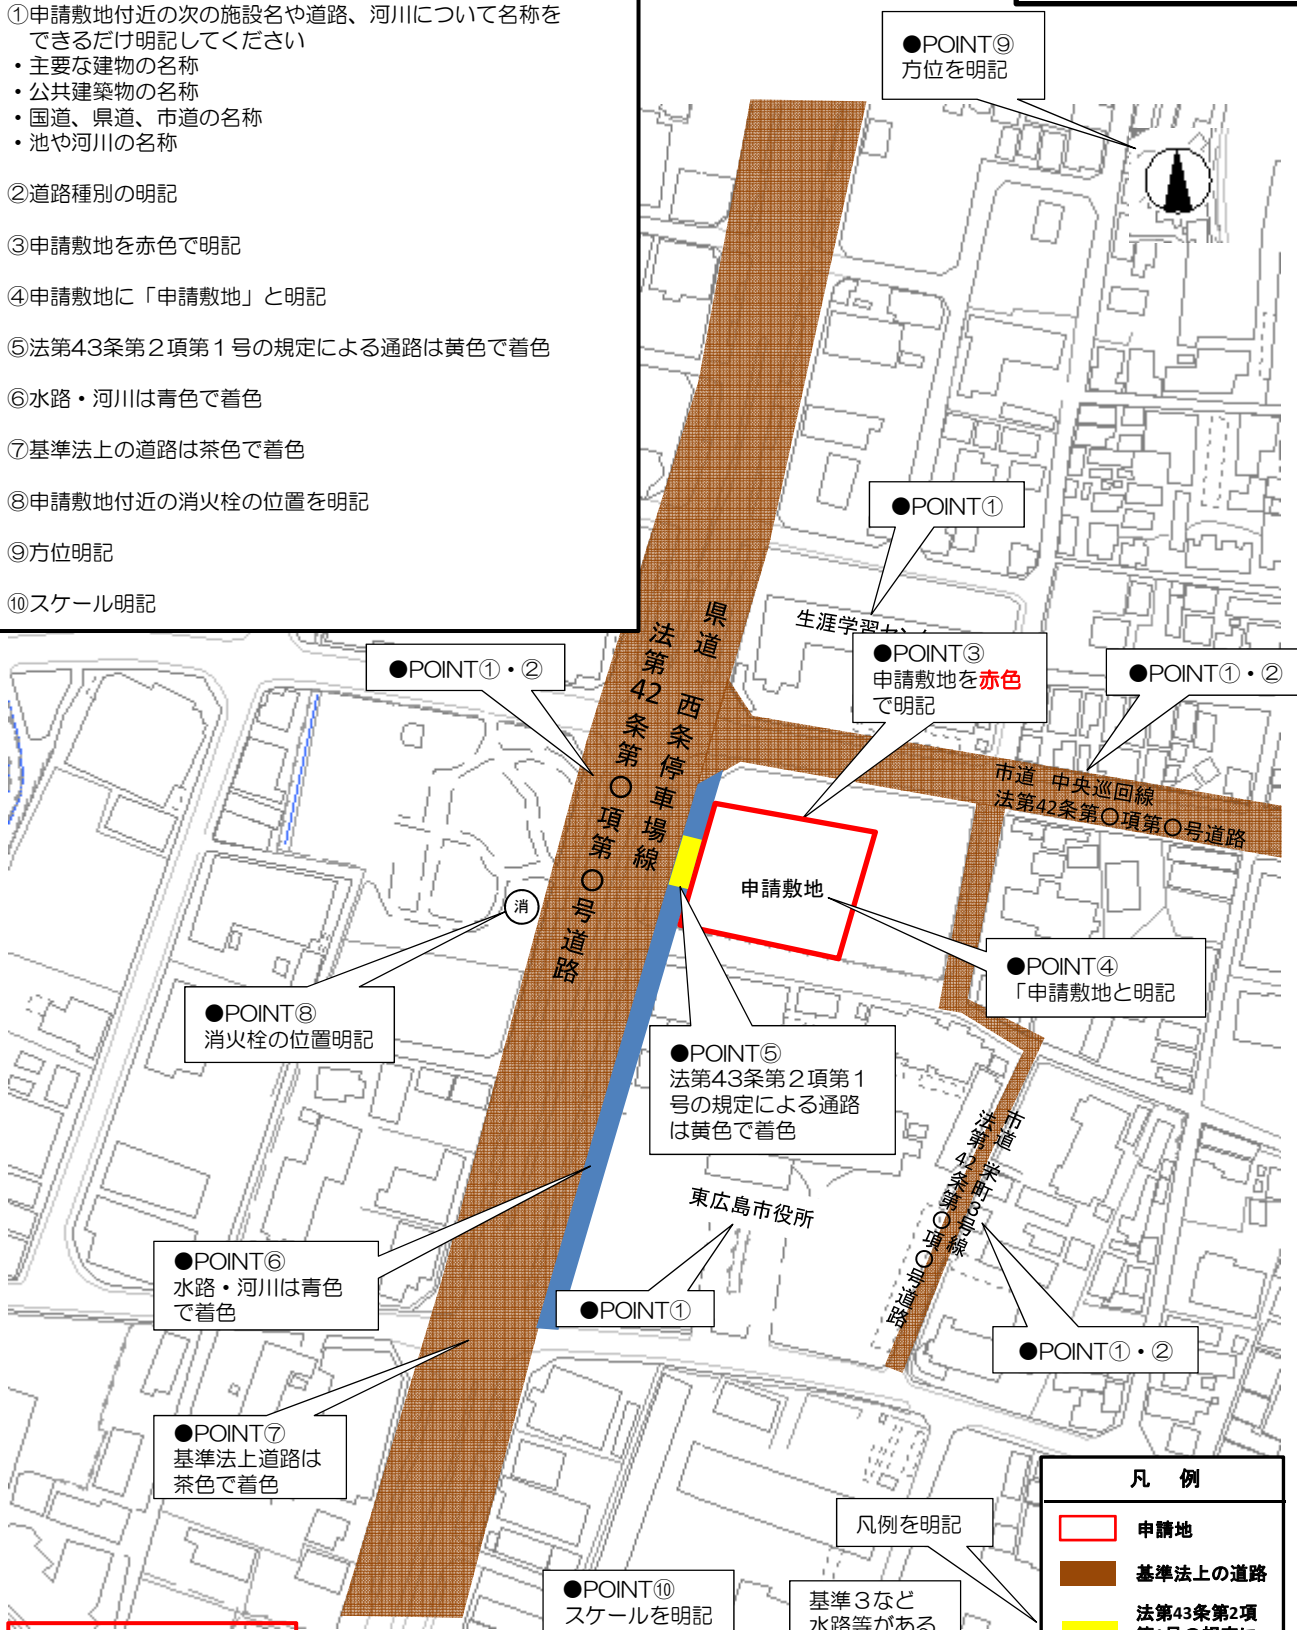 ①申請敷地付近の次の施設名や道路、河川について名称を
できるだけ明記してください
・主要な建物の名称
・公共建築物の名称
・国道、県道、市道の名称
・池や河川の名称
②道路種別の明記
③申請敷地を赤色で明記
④申請敷地に「申請敷地」と明記
⑤法第43条第２項第１号の規定による通路は黄色で着色
⑥水路・河川は青色で着色
⑦基準法上の道路は茶色で着色
⑧申請敷地付近の消火栓の位置を明記
⑨方位明記
⑩スケール明記
●POINT⑨
方位を明記
●POINT①
生涯学習セン
●POINT③
申請敷地を赤色
で明記
●POINT①・②
●POINT①・②
県道 西条停車場線
法第42条第〇項第〇号道路
市道 中央巡回線
法第42条第〇項第〇号道路
申請敷地
消
●POINT④
「申請敷地と明記
●POINT⑧
消火栓の位置明記
●POINT⑤
法第43条第２項第１
号の規定による通路
は黄色で着色
市道 栄町3号線
法第42条第〇項〇号道路
東広島市役所
●POINT⑥
水路・河川は青色
で着色
●POINT①
●POINT①・②
●POINT⑦
基準法上道路は
茶色で着色
凡例を明記
凡 例
申請地
基準法上の道路
法第43条第2項
●POINT⑩
スケールを明記
基準３など
水路等がある